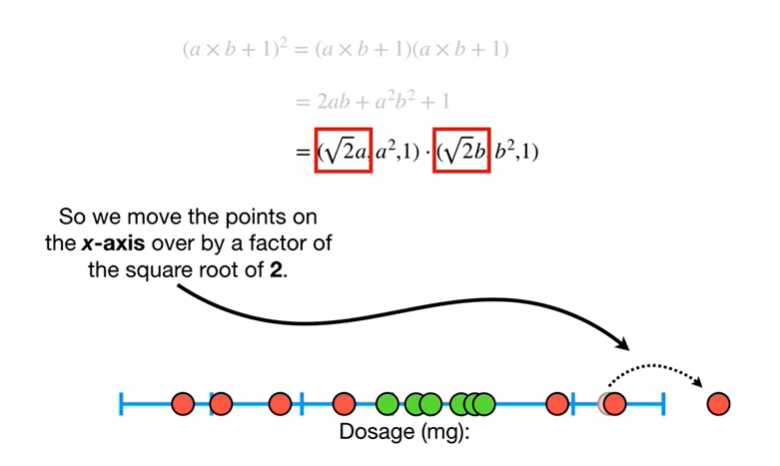 (a × b + 1)² = (a × b + 1)(a × b + 1)
= 2ab + a²b² + 1
= (√2a, a²,1) · (√2b, b²,1)
So we move the points on
the x-axis over by a factor of
the square root of 2.
Dosage (mg):